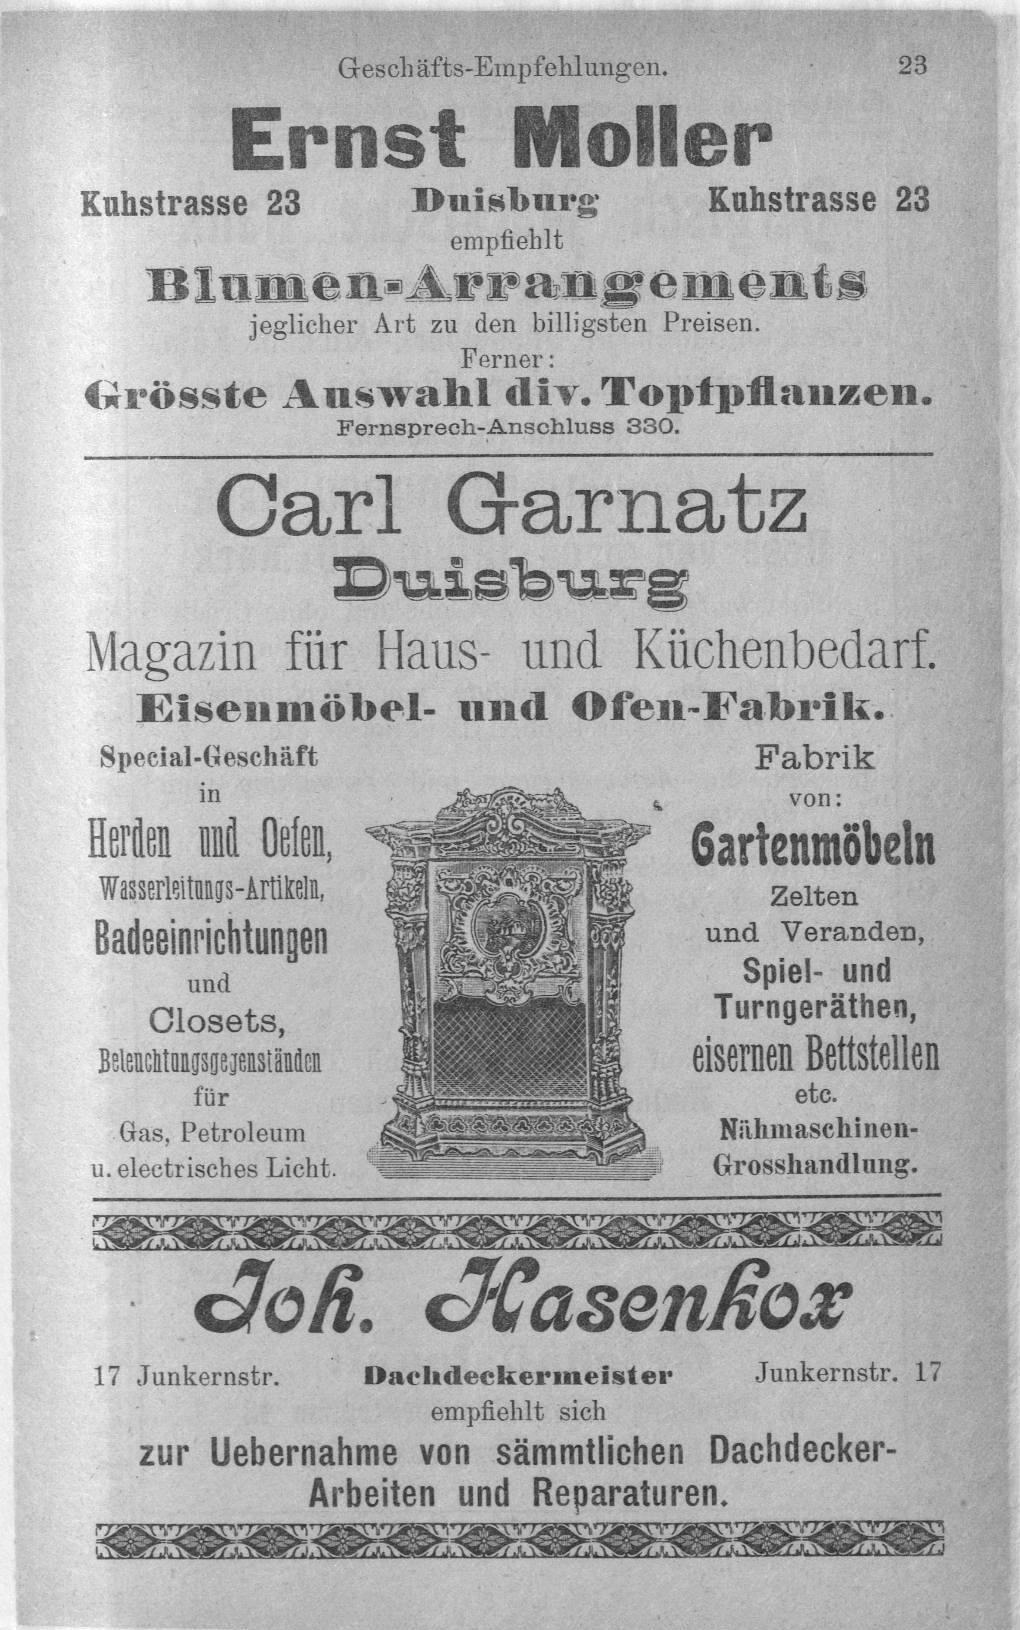 Geschäfts-Empfehlungen. 23
Ernst Moller
Kuhstrasse 23 Duisburg Kuhstrasse 23
empfiehlt
Blumen-Arrangements
jeglicher Art zu den billigsten Preisen.
Ferner:
Grösste Auswahl div. Topfpflanzen.
Fernsprech-Anschluss 330.
Carl Garnatz
Duisburg
Magazin für Haus- und Küchenbedarf.
Eisenmöbel- und Ofen-Fabrik.
Special-Geschäft
in
Herden und Oefen,
Wasserleitungs-Artikeln,
Badeeinrichtungen
und
Closets,
Beleuchtungsgegenständen
für
Gas, Petroleum
u. electrisches Licht.
Fabrik
von:
Gartenmöbeln
Zelten
und Veranden,
Spiel- und
Turngeräthen,
eisernen Bettstellen
etc.
Nähmaschinen-
Grosshandlung.
Joh. Hasenkox
17 Junkernstr. Dachdeckermeister Junkernstr. 17
empfiehlt sich
zur Uebernahme von sämmtlichen Dachdecker-
Arbeiten und Reparaturen.